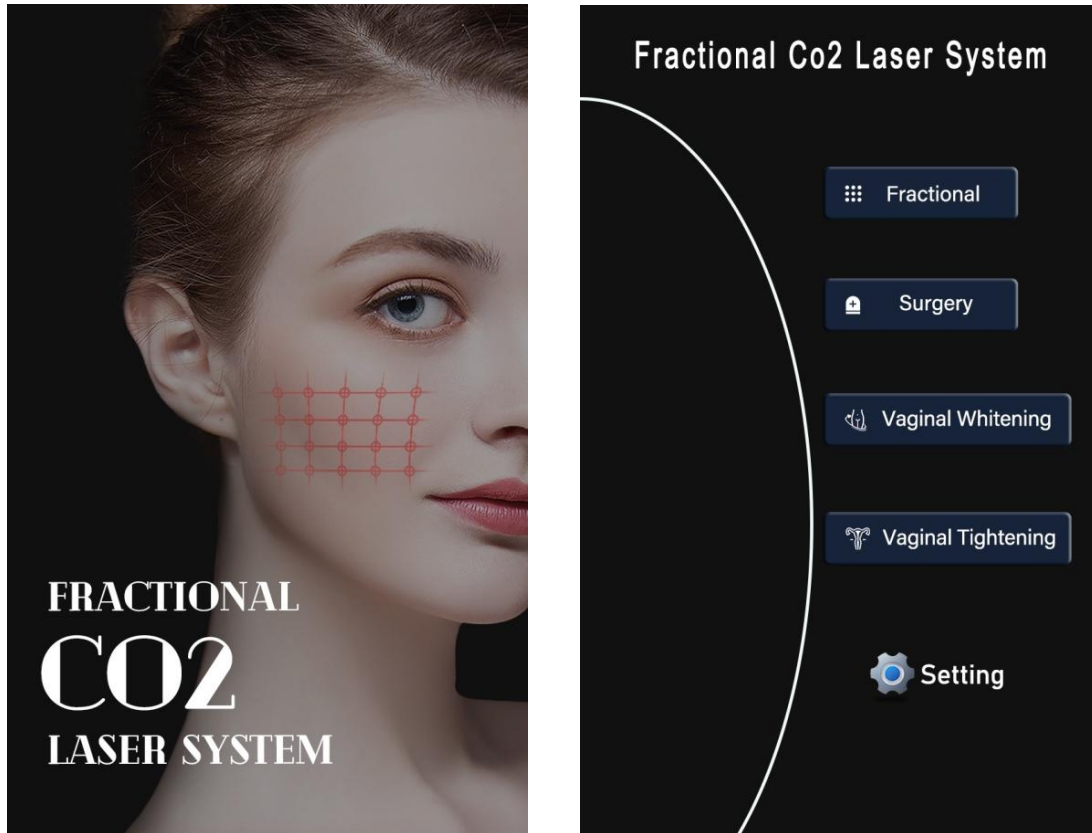 FRACTIONAL
CO2
LASER SYSTEM
Fractional Co2 Laser System
Fractional
Surgery
Vaginal Whitening
Vaginal Tightening
Setting